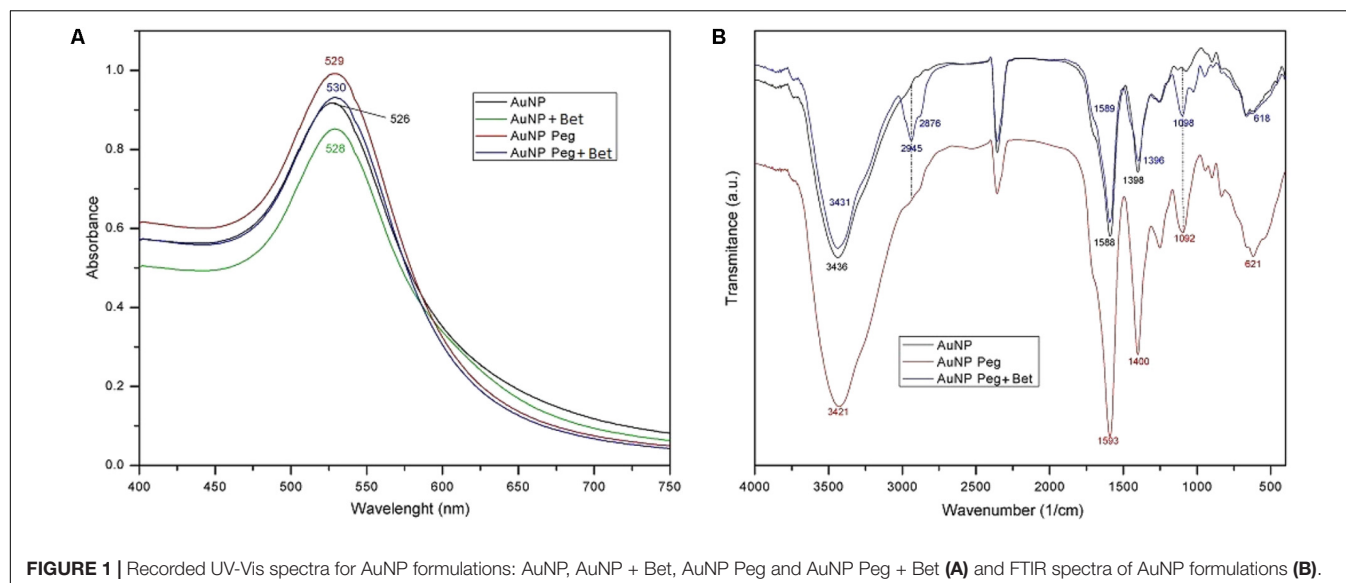 A
529
530
526
528
AuNP
AuNP + Bet
AuNP Peg
AuNP Peg + Bet
1.0
0.8
0.6
0.4
0.2
0.0
Absorbance
400 450 500 550 600 650 700 750
Wavelenght (nm)
B
2876
2945
1589
1098
618
1396
1398
3431
3436
1588
1092
621
3421
1400
1593
AuNP
AuNP Peg
AuNP Peg + Bet
Transmitance (a.u.)
4000 3500 3000 2500 2000 1500 1000 500
Wavenumber (1/cm)
FIGURE 1 | Recorded UV-Vis spectra for AuNP formulations: AuNP, AuNP + Bet, AuNP Peg and AuNP Peg + Bet (A) and FTIR spectra of AuNP formulations (B).